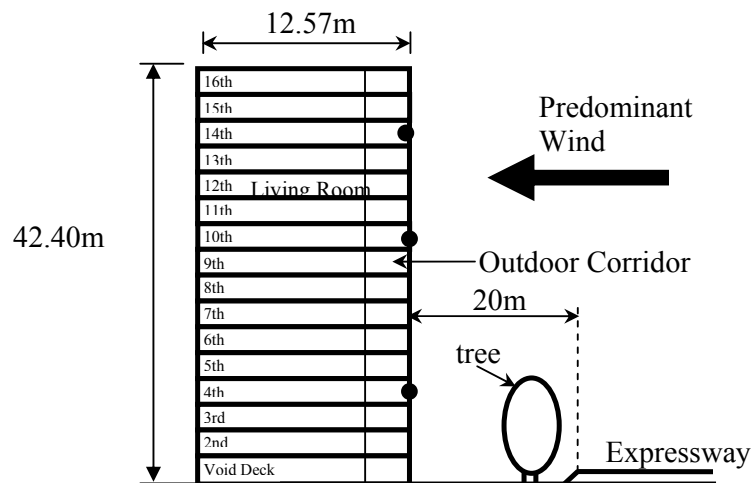 12.57m
16th
15th
14th
13th
12th
Living Room
11th
10th
9th
8th
7th
6th
5th
4th
3rd
2nd
Void Deck
42.40m
Predominant
Wind
Outdoor Corridor
20m
tree
Expressway